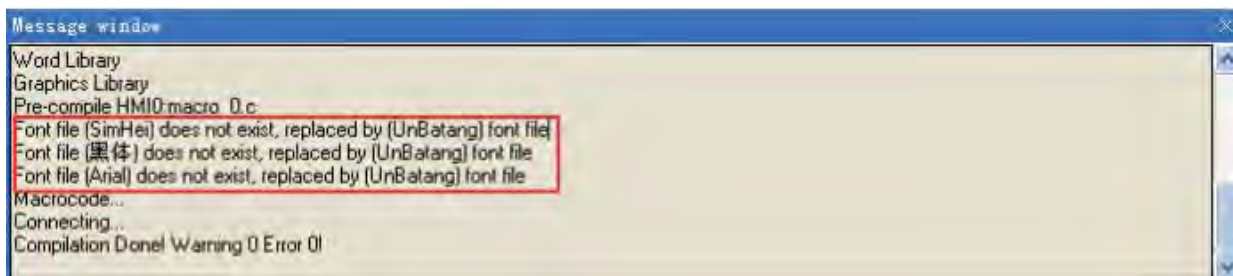 Message window
Word Library
Graphics Library
Pre-compile HMI0:macro_0.c
Font file (SimHei) does not exist, replaced by (UnBatang) font file
Font file (黑体) does not exist, replaced by (UnBatang) font file
Font file (Arial) does not exist, replaced by (UnBatang) font file
Macrocode...
Connecting...
Compilation Done! Warning 0 Error 0!